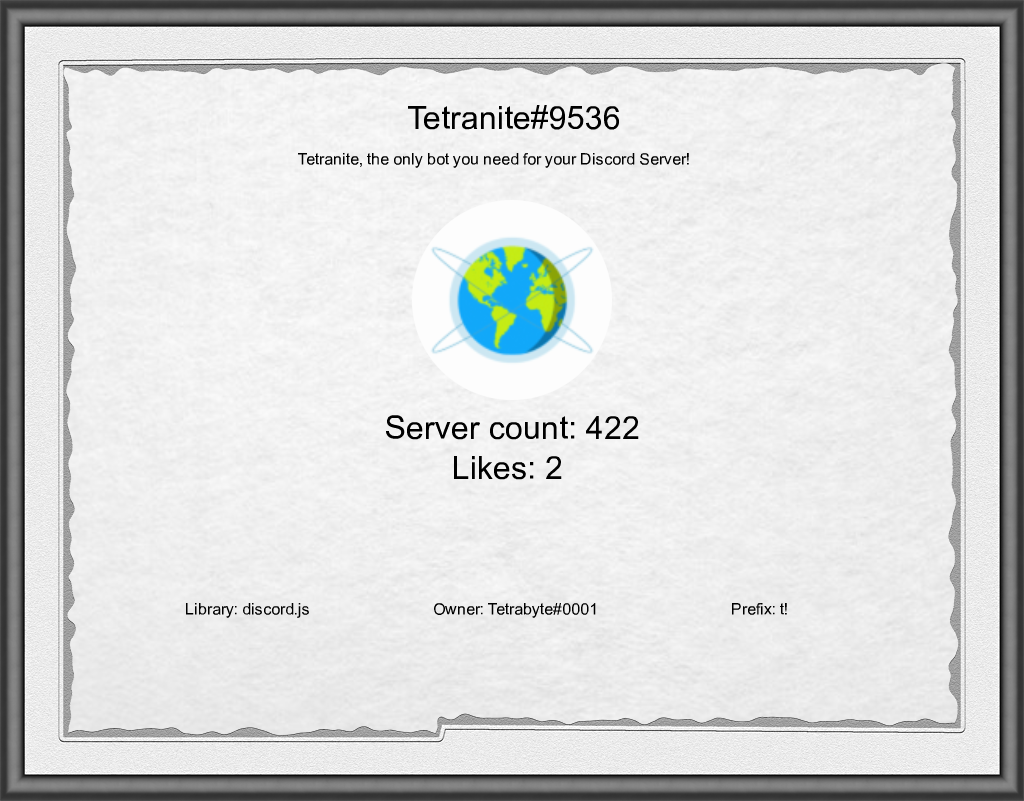 Tetranite#9536
Tetranite, the only bot you need for your Discord Server!
Server count: 422
Likes: 2
Library: discord.js Owner: Tetrabyte#0001 Prefix: t!